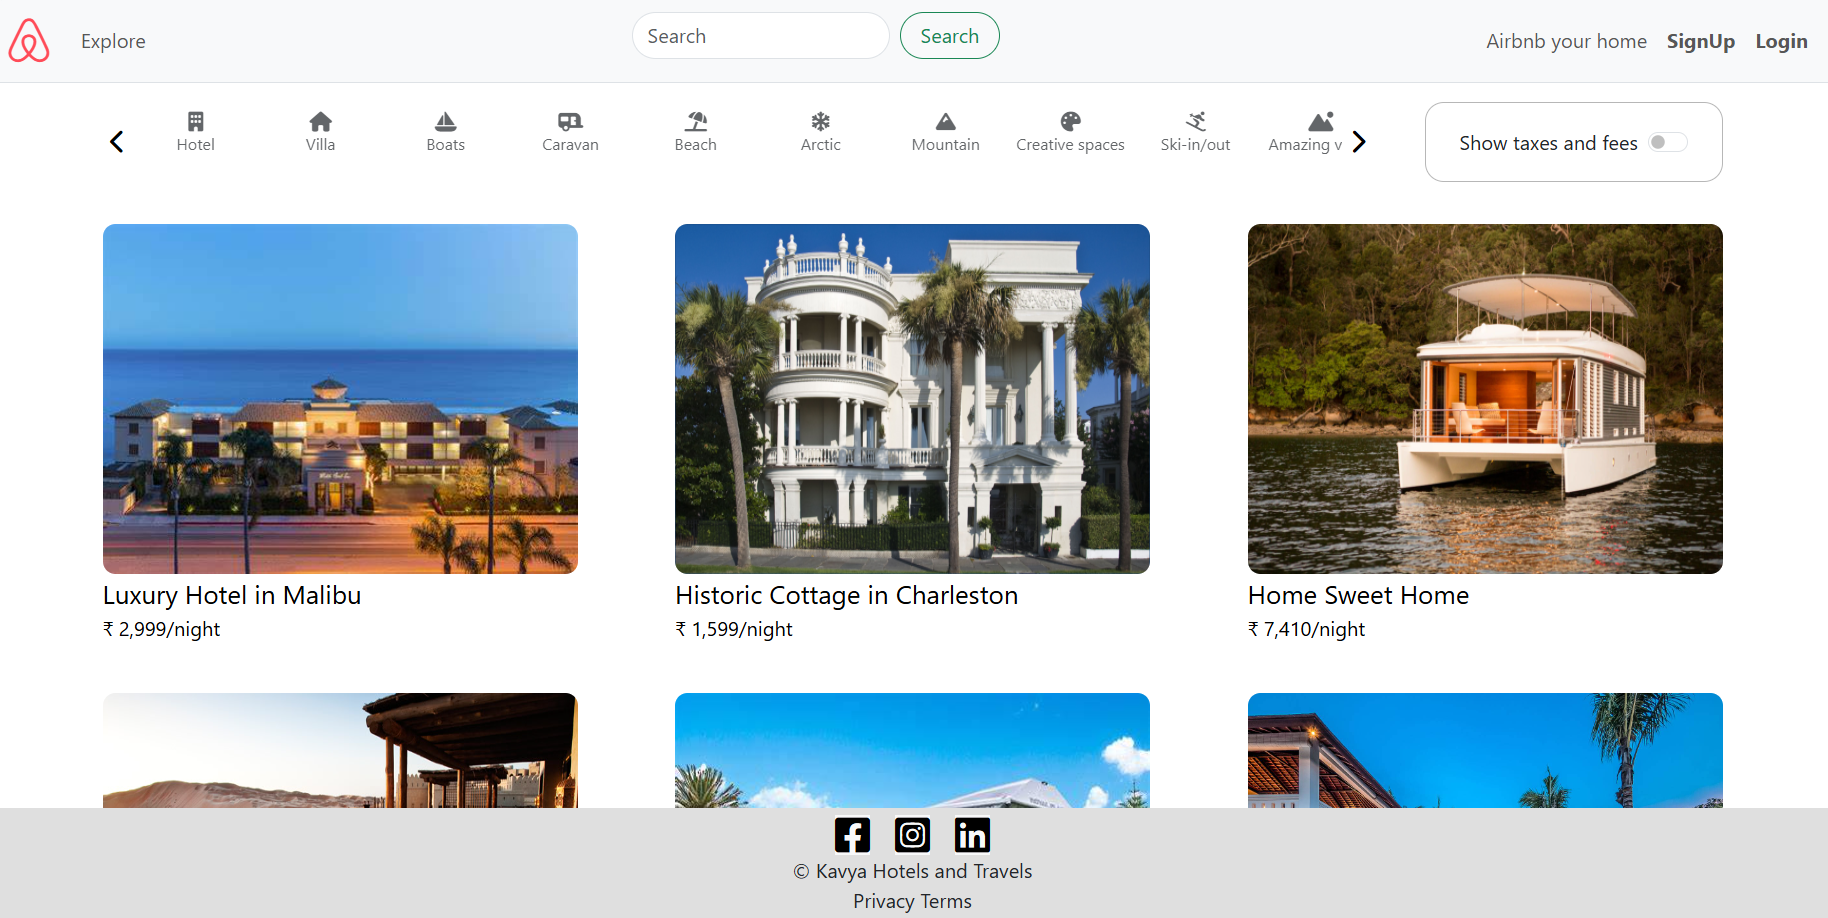 Explore
Search
Search
Airbnb your home
SignUp
Login
Hotel
Villa
Boats
Caravan
Beach
Arctic
Mountain
Creative spaces
Ski-in/out
Amazing v
Show taxes and fees
Luxury Hotel in Malibu
₹ 2,999/night
Historic Cottage in Charleston
₹ 1,599/night
Home Sweet Home
₹ 7,410/night
© Kavya Hotels and Travels
Privacy Terms